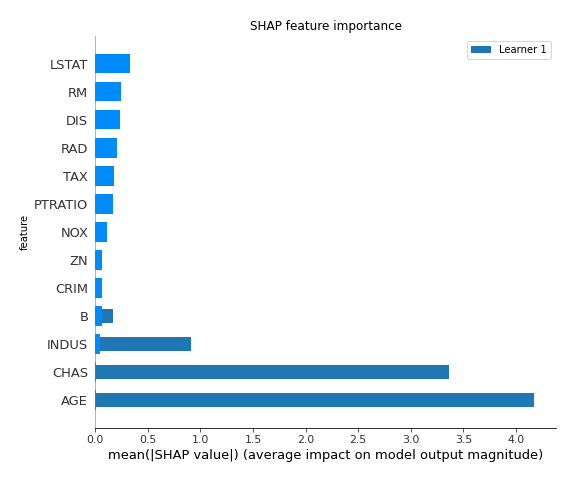 SHAP feature importance
Learner 1
LSTAT
RM
DIS
RAD
TAX
PTRATIO
NOX
ZN
CRIM
B
INDUS
CHAS
AGE
feature
0.0 0.5 1.0 1.5 2.0 2.5 3.0 3.5 4.0
mean(|SHAP value|) (average impact on model output magnitude)